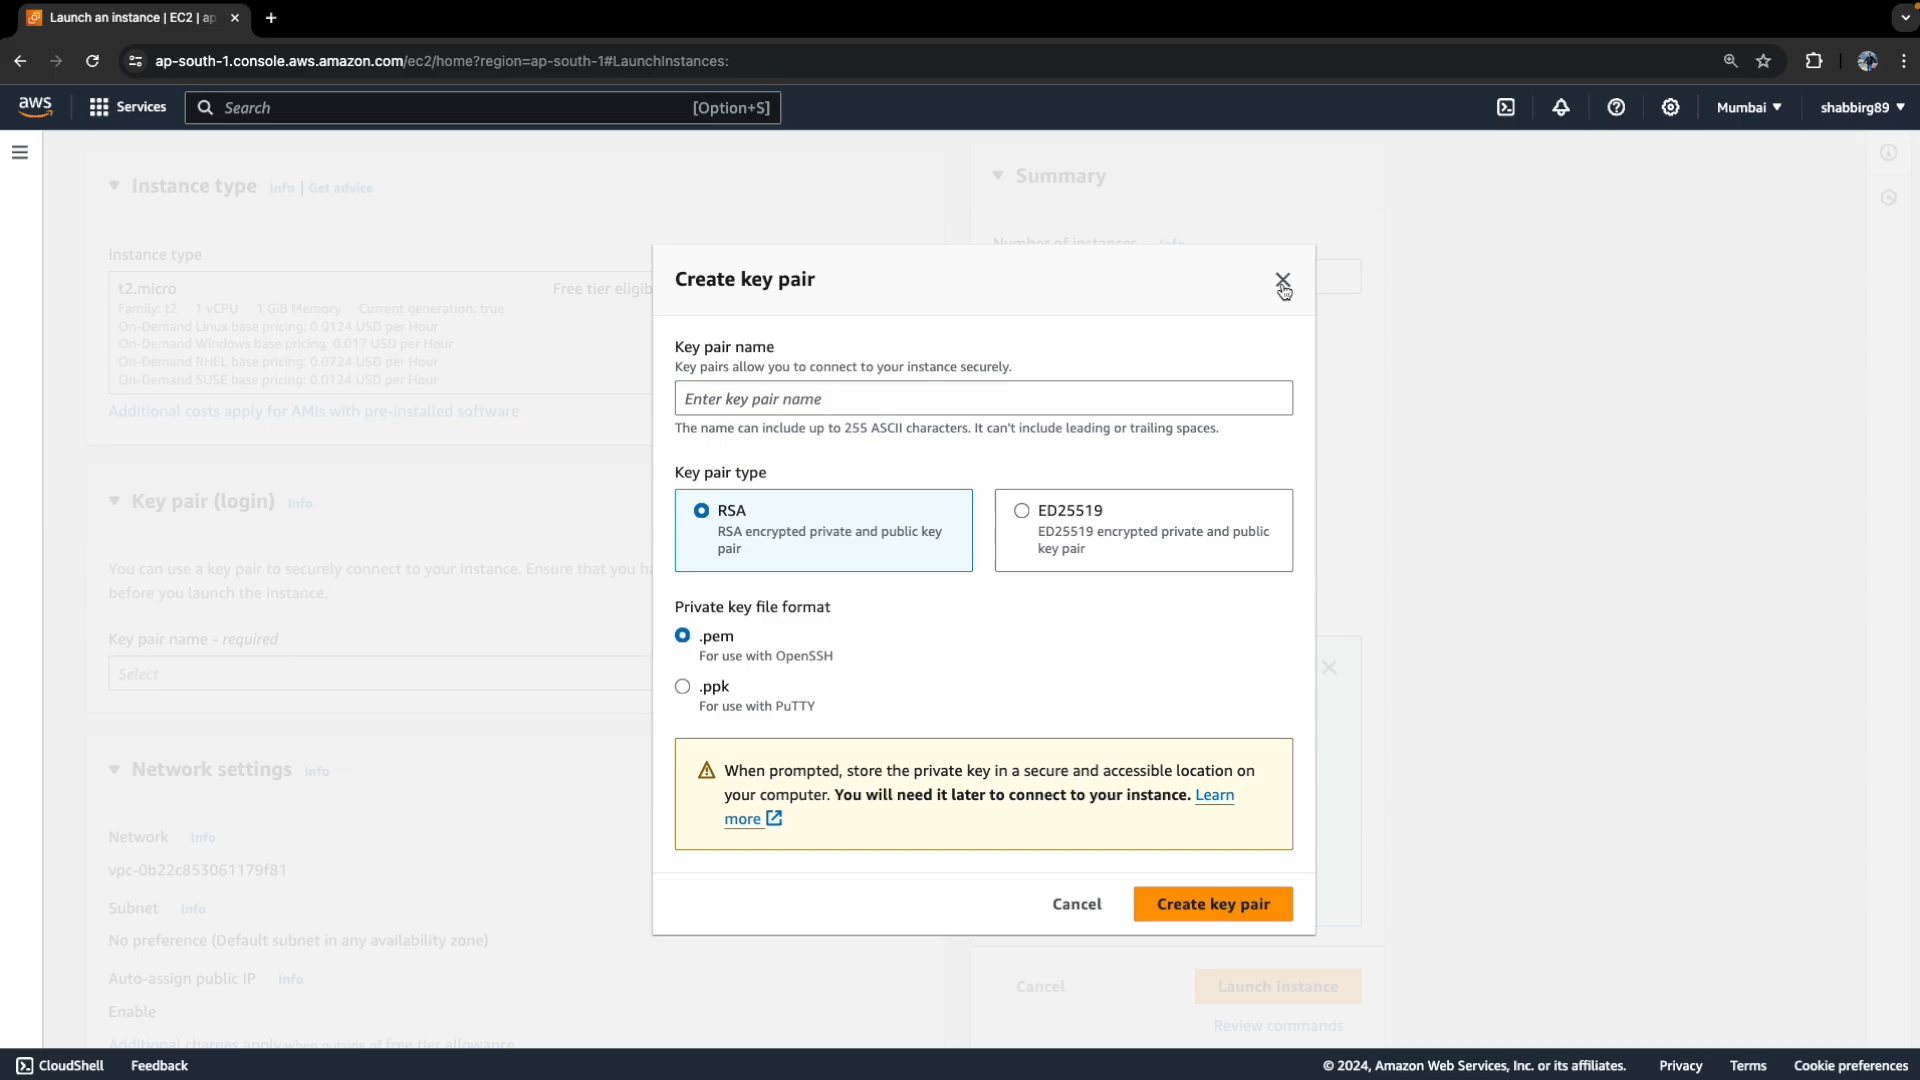 Launch an instance | EC2 | ap
ap-south-1.console.aws.amazon.com/ec2/home?region=ap-south-1#LaunchInstances:
aws
Services
Search
[Option+S]
Mumbai
shabbirg89
Instance type Info | Get advice
Summary
Number of instances Info
Instance type
t2.micro
Free tier eligib
Family: t2 1 vCPU 1 GiB Memory Current generation: true
On-Demand Linux base pricing: 0.0124 USD per Hour
On-Demand Windows base pricing: 0.017 USD per Hour
On-Demand RHEL base pricing: 0.0724 USD per Hour
On-Demand SUSE base pricing: 0.0124 USD per Hour
Additional costs apply for AMIs with pre-installed software
Key pair (login) Info
You can use a key pair to securely connect to your instance. Ensure that you ha
before you launch the instance.
Key pair name - required
Select
Network settings Info
Network Info
vpc-0b22c853061179f81
Subnet Info
No preference (Default subnet in any availability zone)
Auto-assign public IP Info
Enable
Additional charges apply when outside of free tier allowance
Create key pair
Key pair name
Key pairs allow you to connect to your instance securely.
Enter key pair name
The name can include up to 255 ASCII characters. It can't include leading or trailing spaces.
Key pair type
RSA
RSA encrypted private and public key
pair
ED25519
ED25519 encrypted private and public
key pair
Private key file format
.pem
For use with OpenSSH
.ppk
For use with PuTTY
When prompted, store the private key in a secure and accessible location on
your computer. You will need it later to connect to your instance. Learn
more
Cancel
Create key pair
Cancel
Launch instance
Review commands
CloudShell
Feedback
© 2024, Amazon Web Services, Inc. or its affiliates.
Privacy
Terms
Cookie preferences